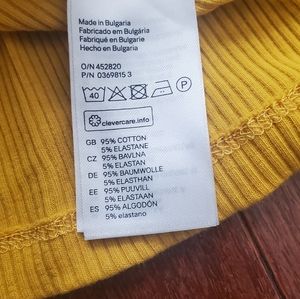 Made in Bulgaria
Fabricado em Bulgária
Fabriqué en Bulgarie
Hecho en Bulgaria
O/N 452820
P/N 0369815 3
40 P
clevercare.info
GB 95% COTTON
5% ELASTANE
CZ 95% BAVLNA
5% ELASTAN
DE 95% BAUMWOLLE
5% ELASTHAN
EE 95% PUUVILL
5% ELASTAAN
ES 95% ALGODÓN
5% elastano